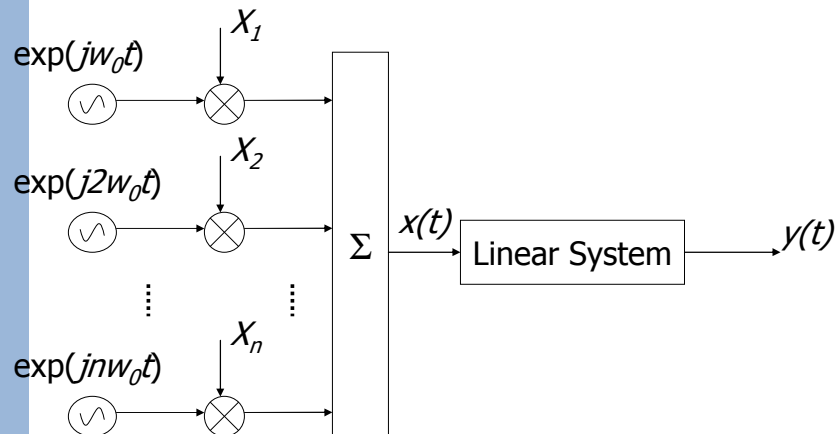 X₁
exp(jw₀t)
X₂
exp(j2w₀t)
x(t)
y(t)
Σ
Linear System
Xₙ
exp(jnw₀t)